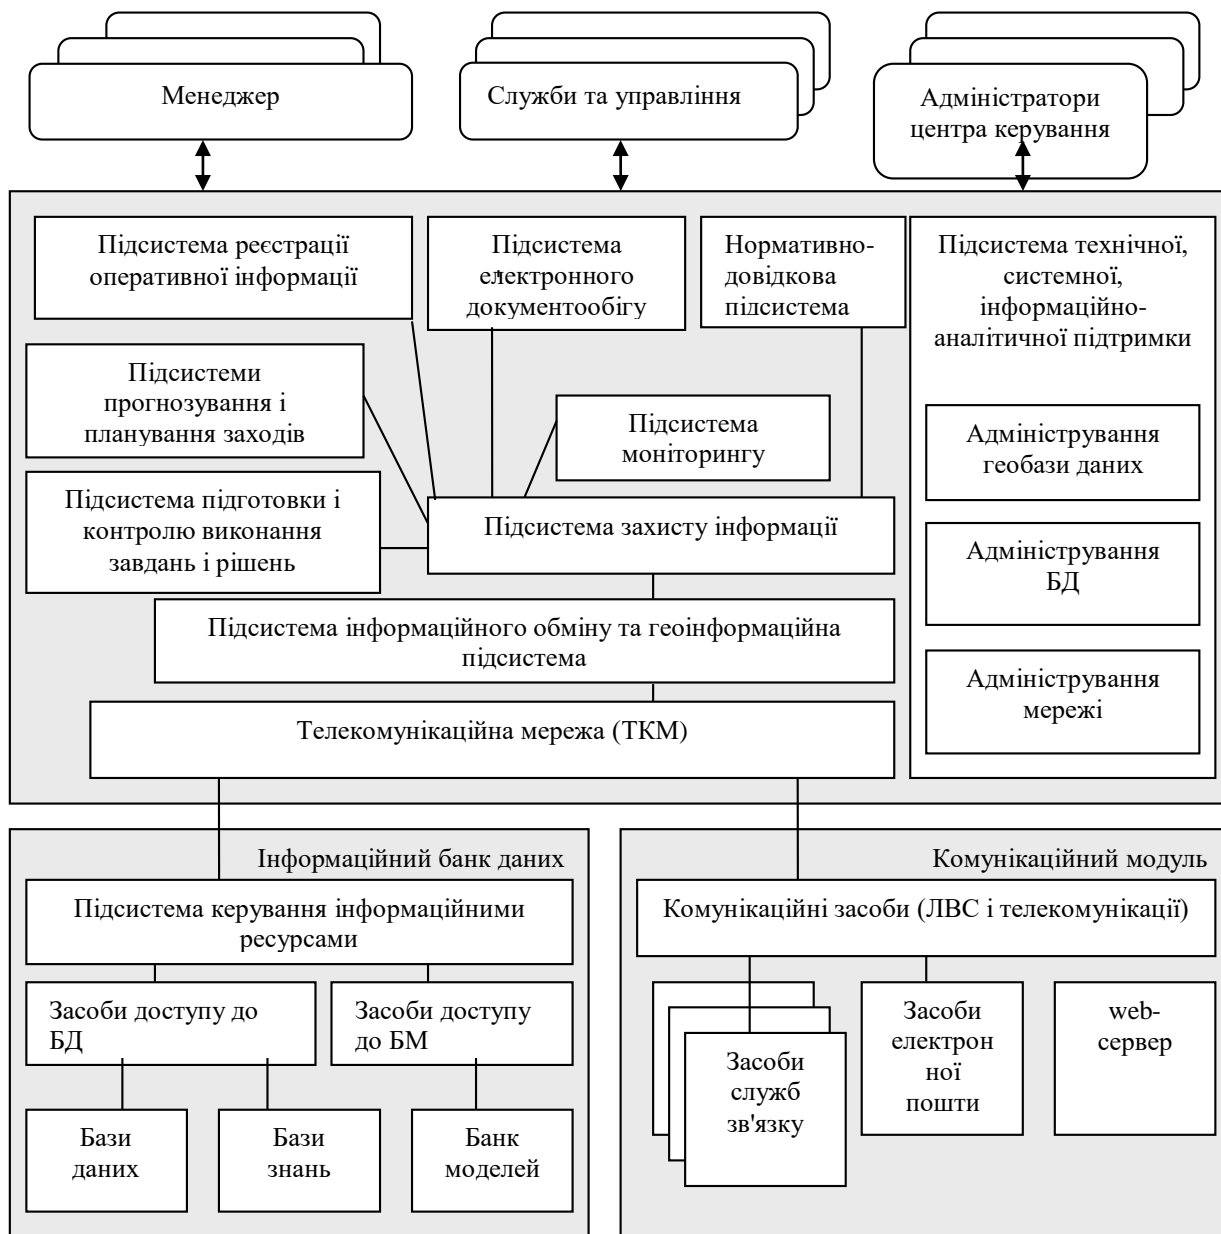 Менеджер
Служби та управління
Адміністратори
центра керування
Підсистема реєстрації
оперативної інформації
Підсистема
електронного
документообігу
Нормативно-
довідкова
підсистема
Підсистема технічної,
системної,
інформаційно-
аналітичної підтримки
Підсистеми
прогнозування і
планування заходів
Підсистема
моніторингу
Адміністрування
геобази даних
Підсистема підготовки і
контролю виконання
завдань і рішень
Підсистема захисту інформації
Адміністрування
БД
Підсистема інформаційного обміну та геоінформаційна
підсистема
Адміністрування
мережі
Телекомунікаційна мережа (ТКМ)
Інформаційний банк даних
Підсистема керування інформаційними
ресурсами
Засоби доступу до
БД
Засоби доступу
до БМ
Бази
даних
Бази
знань
Банк
моделей
Комунікаційний модуль
Комунікаційні засоби (ЛВС і телекомунікації)
Засоби
служб
зв'язку
Засоби
електрон
ної
пошти
web-
сервер